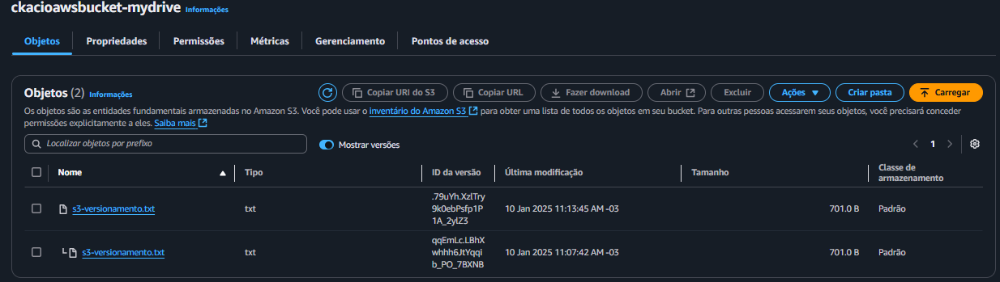 ckacioawsbucket-mydrive Informações
Objetos Propriedades Permissões Métricas Gerenciamento Pontos de acesso
Objetos (2) Informações Copiar URI do S3 Copiar URL Fazer download Abrir Excluir Ações Criar pasta Carregar
Os objetos são as entidades fundamentais armazenadas no Amazon S3. Você pode usar o inventário do Amazon S3 para obter uma lista de todos os objetos em seu bucket. Para outras pessoas acessarem seus objetos, você precisará conceder
permissões explicitamente a eles. Saiba mais
Localizar objetos por prefixo Mostrar versões 1
Nome Tipo ID da versão Última modificação Tamanho Classe de
armazenamento
s3-versionamento.txt txt .79uYh.XzlTry
9k0ebPsfp1P
1A_2ylZ3 10 Jan 2025 11:13:45 AM -03 701.0 B Padrão
s3-versionamento.txt txt qqEmLc.LBhX
whhh6JtYqqi
b_PO_7BXNB 10 Jan 2025 11:07:42 AM -03 701.0 B Padrão